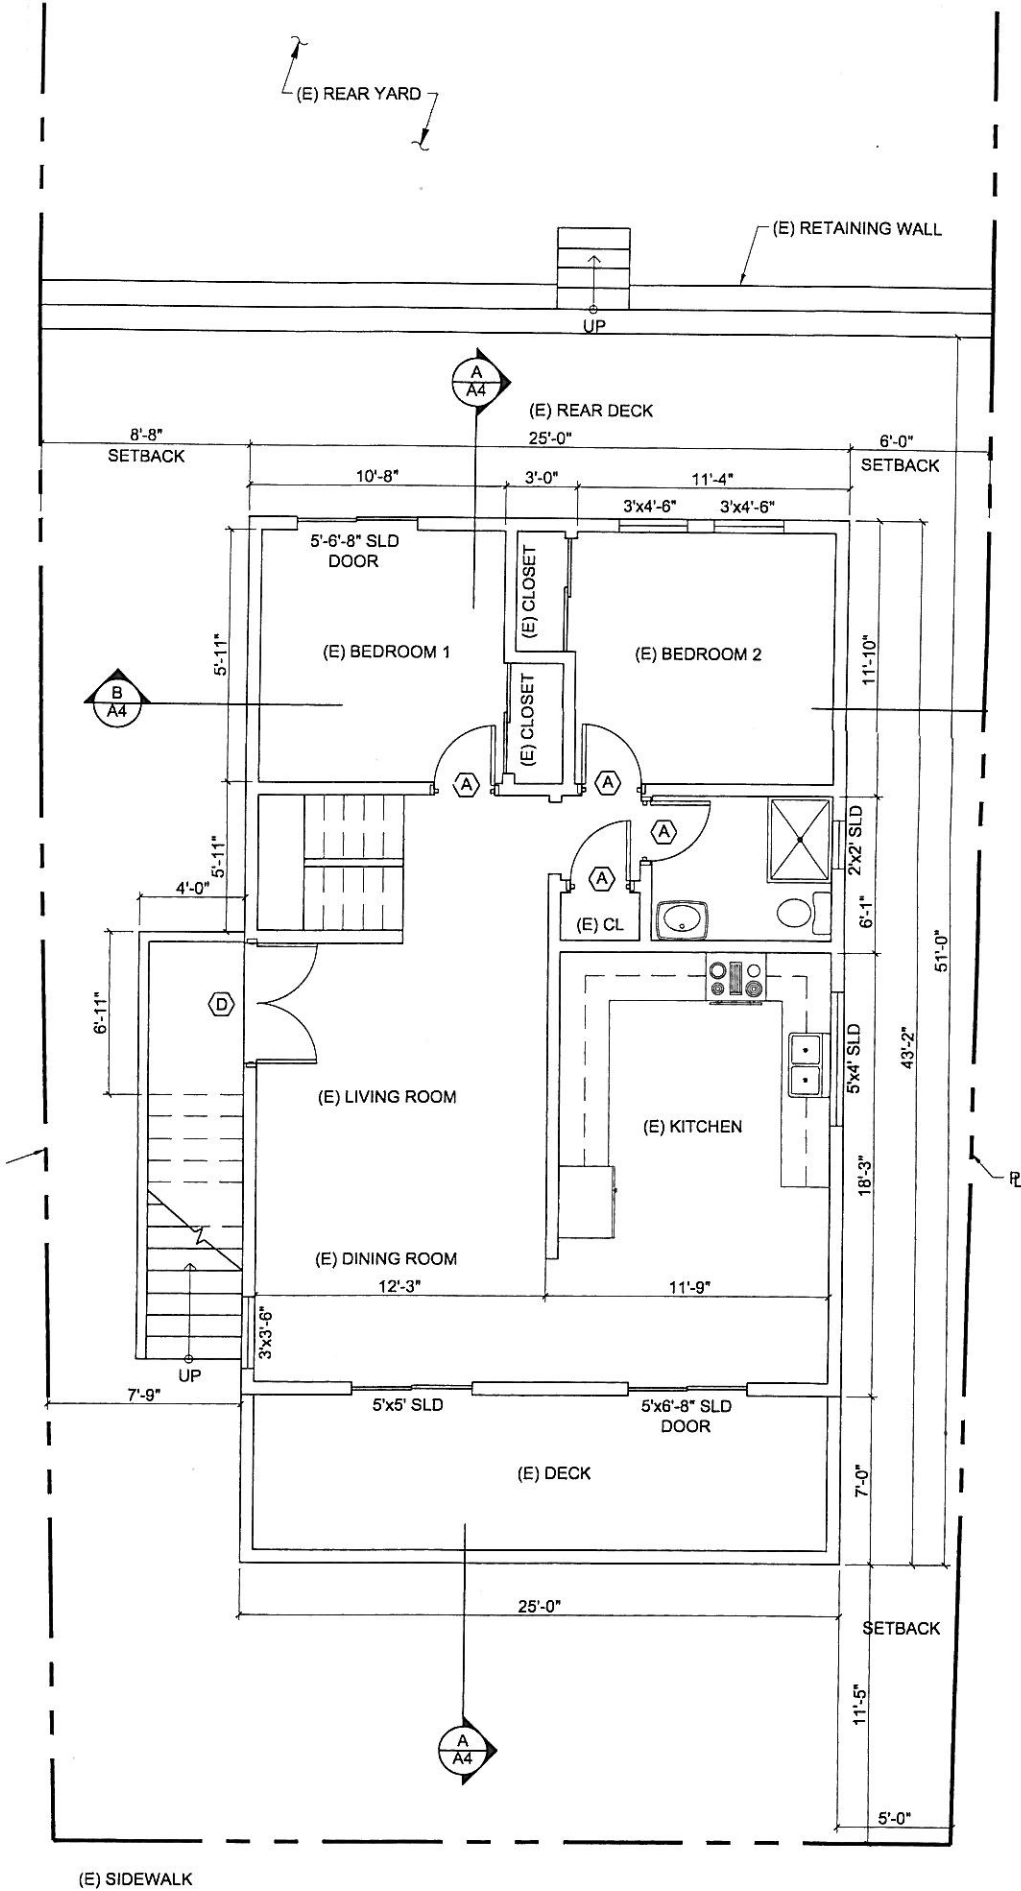 (E) REAR YARD
(E) RETAINING WALL
UP
A
A4
(E) REAR DECK
8'-8"
SETBACK
25'-0"
6'-0"
SETBACK
10'-8"
3'-0"
11'-4"
3'x4'-6"
3'x4'-6"
5'-6'-8" SLD
DOOR
(E) CLOSET
5'-11"
(E) BEDROOM 1
(E) BEDROOM 2
11'-10"
B
A4
(E) CLOSET
A
A
5'-11"
A
2'x2' SLD
4'-0"
A
(E) CL
6'-1"
51'-0"
6'-11"
D
5'x4' SLD
43'-2"
(E) LIVING ROOM
(E) KITCHEN
18'-3"
PL
(E) DINING ROOM
12'-3"
11'-9"
3'x3'-6"
UP
7'-9"
5'x5' SLD
5'x6'-8" SLD
DOOR
(E) DECK
7'-0"
25'-0"
SETBACK
11'-5"
A
A4
5'-0"
(E) SIDEWALK